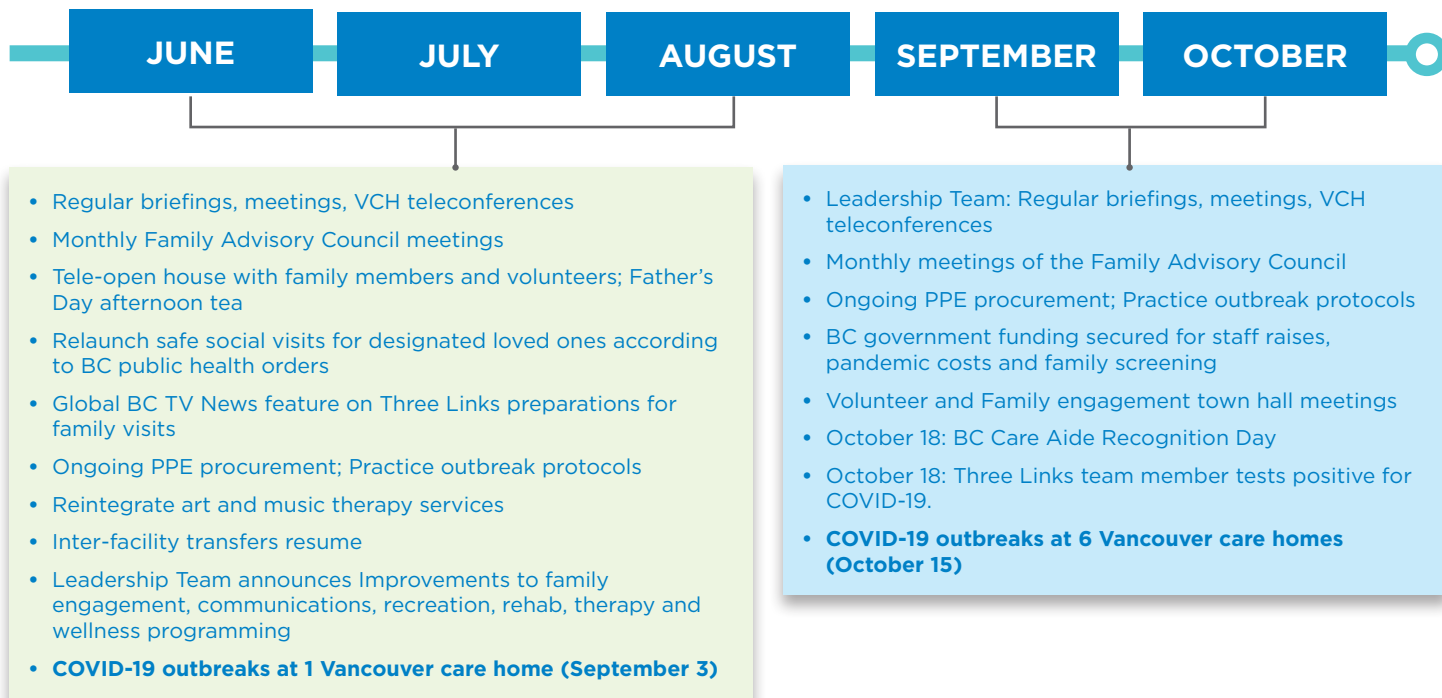 JUNE
JULY
AUGUST
SEPTEMBER
OCTOBER
• Regular briefings, meetings, VCH teleconferences
• Monthly Family Advisory Council meetings
• Tele-open house with family members and volunteers; Father's
Day afternoon tea
• Relaunch safe social visits for designated loved ones according
to BC public health orders
• Global BC TV News feature on Three Links preparations for
family visits
• Ongoing PPE procurement; Practice outbreak protocols
• Reintegrate art and music therapy services
• Inter-facility transfers resume
• Leadership Team announces Improvements to family
engagement, communications, recreation, rehab, therapy and
wellness programming
• COVID-19 outbreaks at 1 Vancouver care home (September 3)
• Leadership Team: Regular briefings, meetings, VCH
teleconferences
• Monthly meetings of the Family Advisory Council
• Ongoing PPE procurement; Practice outbreak protocols
• BC government funding secured for staff raises,
pandemic costs and family screening
• Volunteer and Family engagement town hall meetings
• October 18: BC Care Aide Recognition Day
• October 18: Three Links team member tests positive for
COVID-19.
• COVID-19 outbreaks at 6 Vancouver care homes
(October 15)